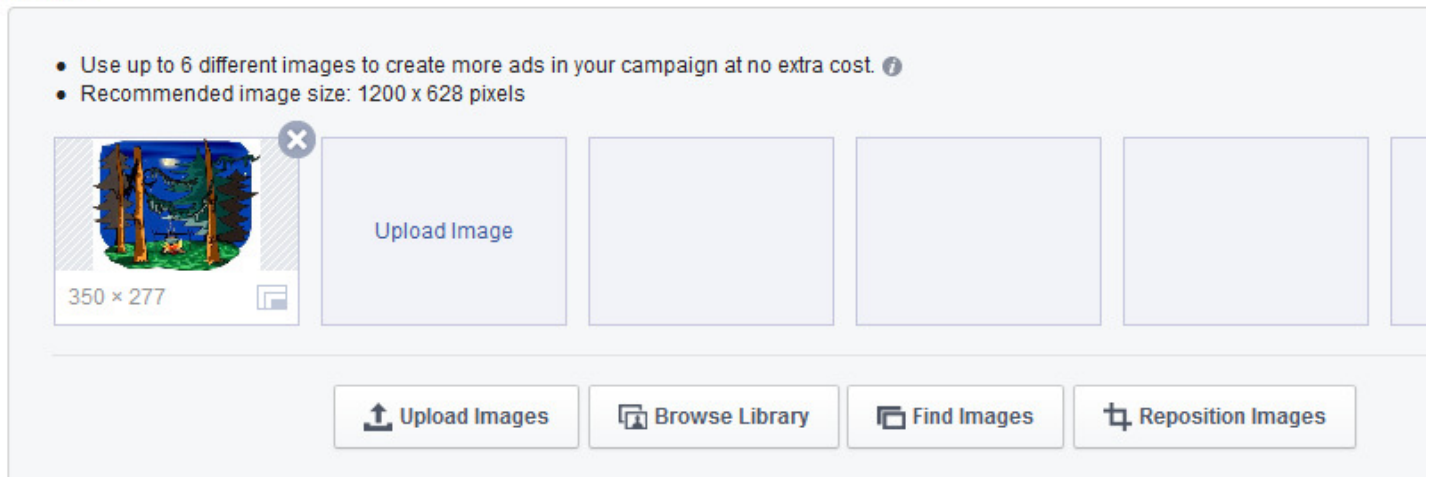 Use up to 6 different images to create more ads in your campaign at no extra cost.
Recommended image size: 1200 x 628 pixels
Upload Image
350 × 277
Upload Images
Browse Library
Find Images
Reposition Images